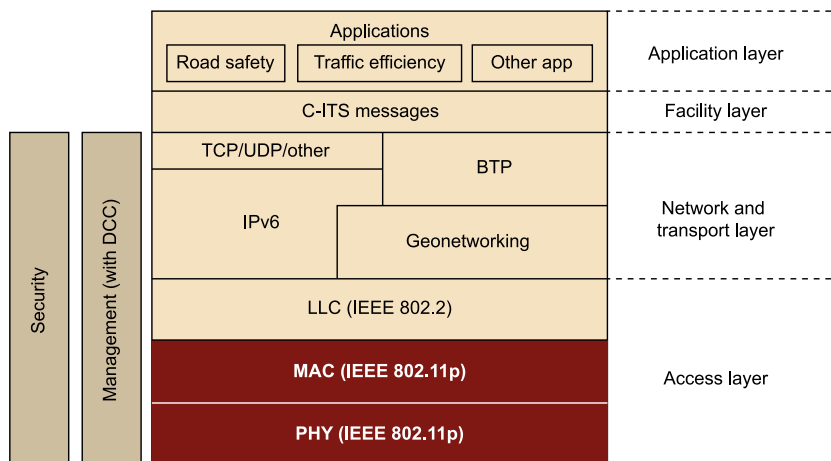 Applications
Road safety
Traffic efficiency
Other app
Application layer
C-ITS messages
Facility layer
TCP/UDP/other
BTP
IPv6
Geonetworking
Network and
transport layer
LLC (IEEE 802.2)
MAC (IEEE 802.11p)
PHY (IEEE 802.11p)
Access layer
Security
Management (with DCC)